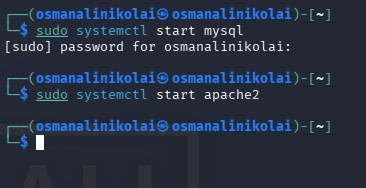 ┌──(osmanalinikolai㉿osmanalinikolai)-[~]
└─$ sudo systemctl start mysql
[sudo] password for osmanalinikolai:
┌──(osmanalinikolai㉿osmanalinikolai)-[~]
└─$ sudo systemctl start apache2
┌──(osmanalinikolai㉿osmanalinikolai)-[~]
└─$